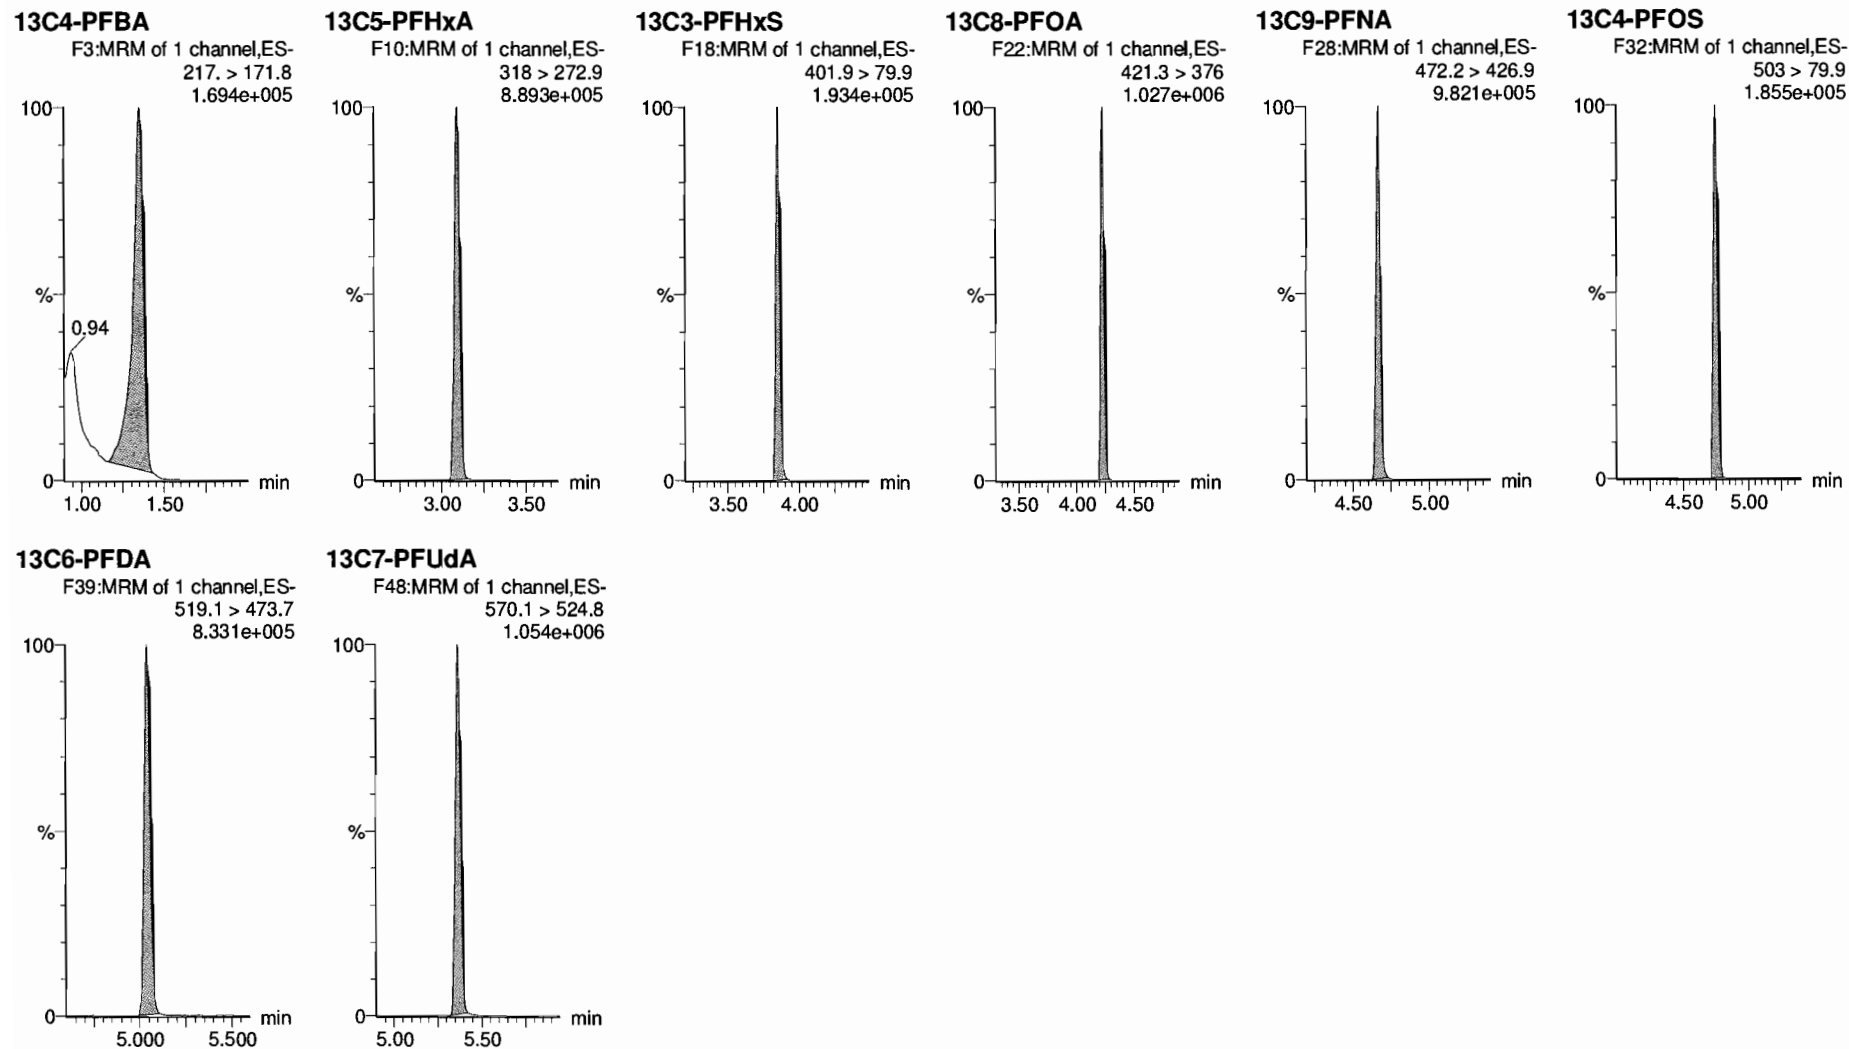 13C4-PFBA
F3:MRM of 1 channel,ES-
217. > 171.8
1.694e+005
100
%
0.94
0
min
1.00 1.50
13C5-PFHxA
F10:MRM of 1 channel,ES-
318 > 272.9
8.893e+005
100
%
0
min
3.00 3.50
13C3-PFHxS
F18:MRM of 1 channel,ES-
401.9 > 79.9
1.934e+005
100
%
0
min
3.50 4.00
13C8-PFOA
F22:MRM of 1 channel,ES-
421.3 > 376
1.027e+006
100
%
0
min
3.50 4.00 4.50
13C9-PFNA
F28:MRM of 1 channel,ES-
472.2 > 426.9
9.821e+005
100
%
0
min
4.50 5.00
13C4-PFOS
F32:MRM of 1 channel,ES-
503 > 79.9
1.855e+005
100
%
0
min
4.50 5.00
13C6-PFDA
F39:MRM of 1 channel,ES-
519.1 > 473.7
8.331e+005
100
%
0
min
5.000 5.500
13C7-PFUdA
F48:MRM of 1 channel,ES-
570.1 > 524.8
1.054e+006
100
%
0
min
5.00 5.50